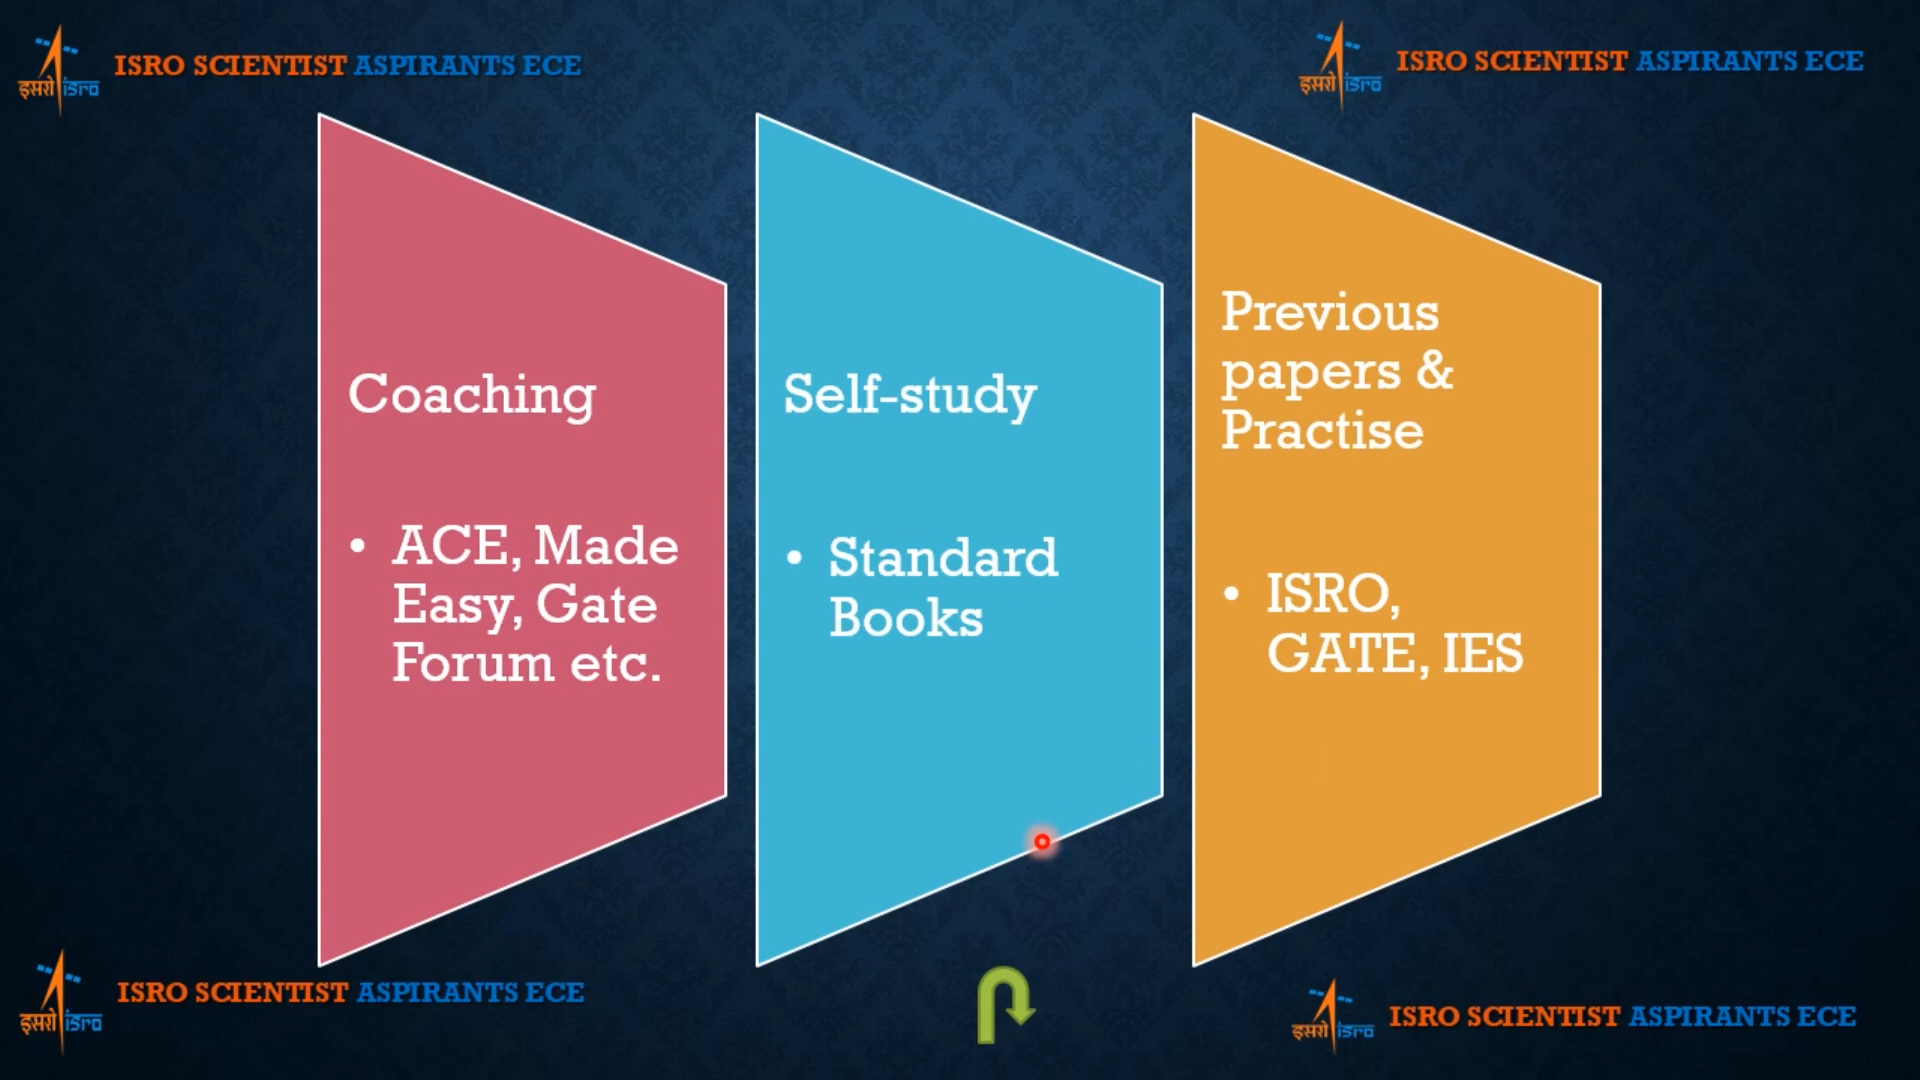 इसरो isro ISRO SCIENTIST ASPIRANTS ECE
इसरो isro ISRO SCIENTIST ASPIRANTS ECE
Coaching
• ACE, Made
Easy, Gate
Forum etc.
Self-study
• Standard
Books
Previous
papers &
Practise
• ISRO,
GATE, IES
इसरो isro ISRO SCIENTIST ASPIRANTS ECE
इसरो isro ISRO SCIENTIST ASPIRANTS ECE